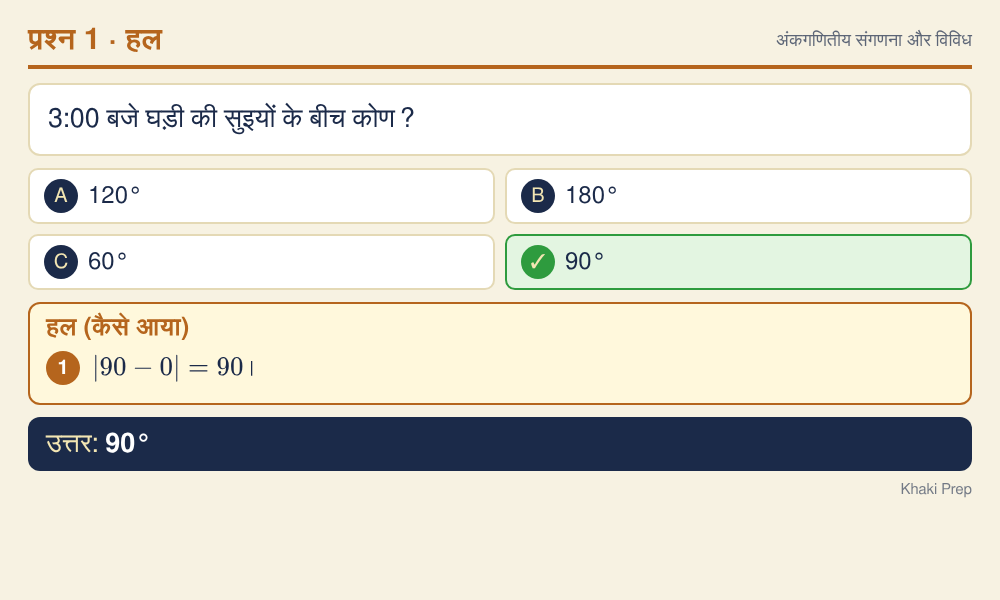 प्रश्न 1 · हल
अंकगणितीय संगणना और विविध
3:00 बजे घड़ी की सुइयों के बीच कोण ?
A 120°
B 180°
C 60°
✓ 90°
हल (कैसे आया)
1 |90 − 0| = 90।
उत्तर: 90°
Khaki Prep